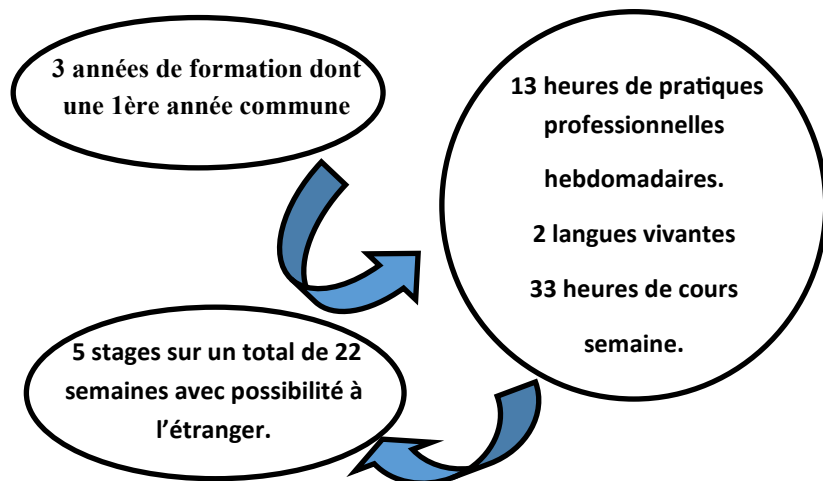 3 années de formation dont
une 1ère année commune
13 heures de pratiques
professionnelles
hebdomadaires.
2 langues vivantes
33 heures de cours
semaine.
5 stages sur un total de 22
semaines avec possibilité à
l’étranger.